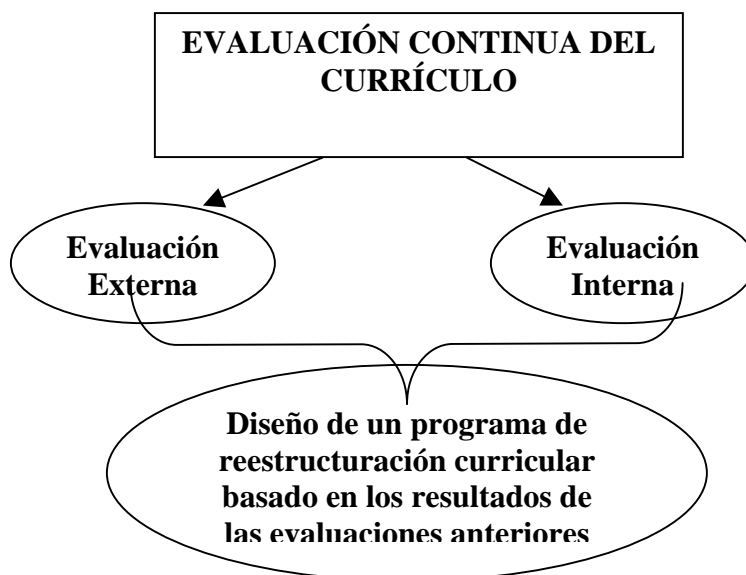 EVALUACIÓN CONTINUA DEL
CURRÍCULO
Evaluación
Externa
Evaluación
Interna
Diseño de un programa de
reestructuración curricular
basado en los resultados de
las evaluaciones anteriores